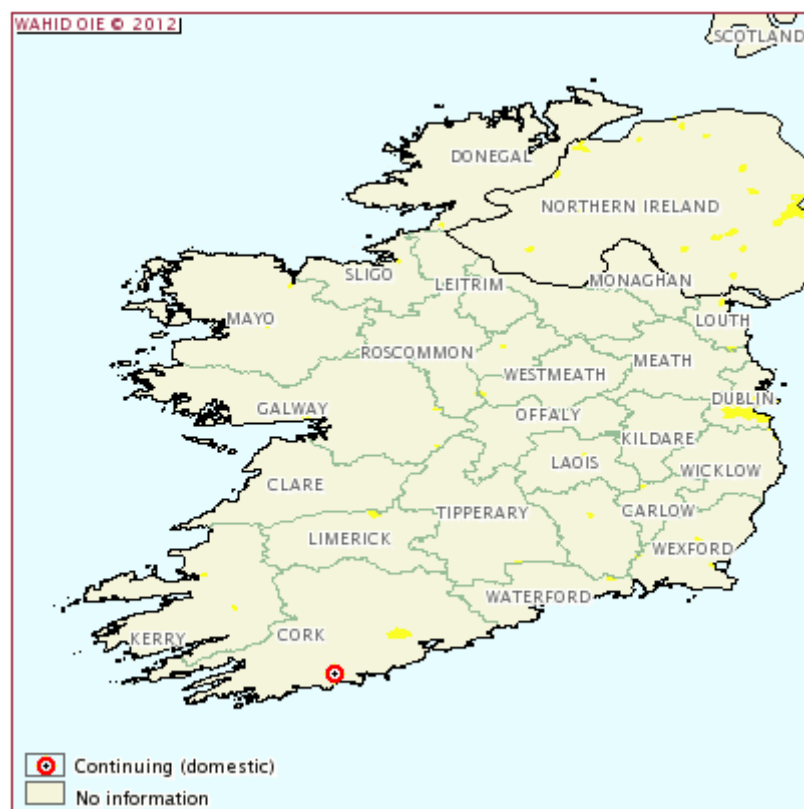 WAHID OIE © 2012
SCOTLAND
DONEGAL
NORTHERN IRELAND
SLIGO
LEITRIM
MONAGHAN
MAYO
LOUTH
ROSCOMMON
WESTMEATH
MEATH
GALWAY
OFFALY
DUBLIN
KILDARE
LAOIS
WICKLOW
CLARE
TIPPERARY
CARLOW
LIMERICK
WEXFORD
WATERFORD
KERRY
CORK
Continuing (domestic)
No information